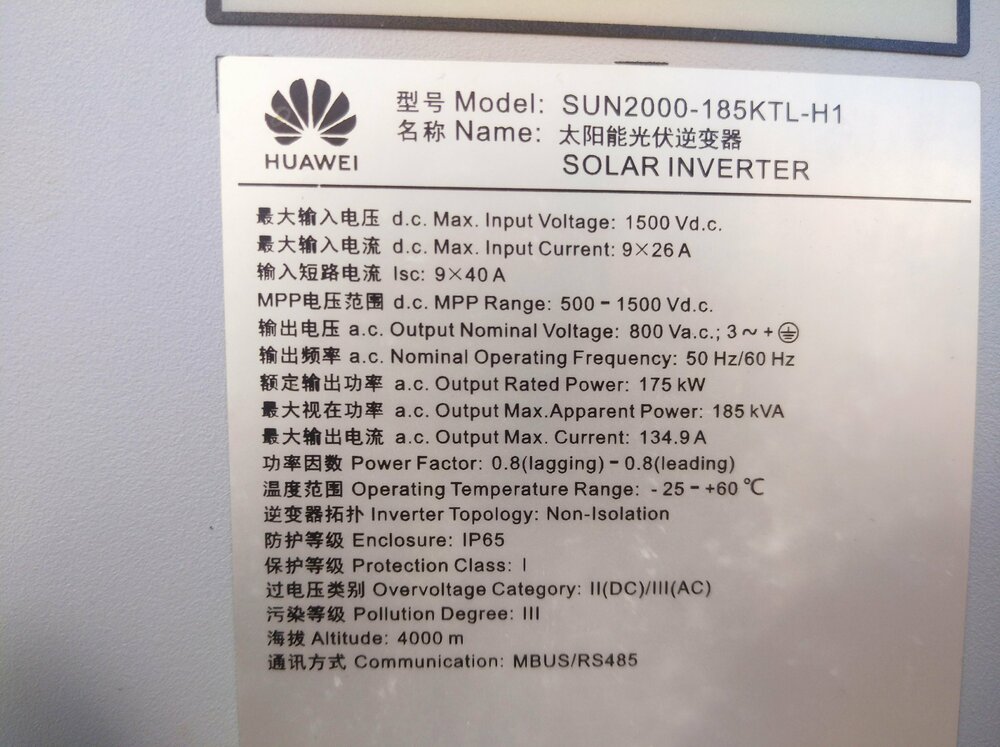 HUAWEI
型号 Model: SUN2000-185KTL-H1
名称 Name: 太阳能光伏逆变器
SOLAR INVERTER
最大输入电压 d.c. Max. Input Voltage: 1500 Vd.c.
最大输入电流 d.c. Max. Input Current: 9×26 A
输入短路电流 Isc: 9×40 A
MPP电压范围 d.c. MPP Range: 500 - 1500 Vd.c.
输出电压 a.c. Output Nominal Voltage: 800 Va.c.; 3 ~ + ⏚
输出频率 a.c. Nominal Operating Frequency: 50 Hz/60 Hz
额定输出功率 a.c. Output Rated Power: 175 kW
最大视在功率 a.c. Output Max.Apparent Power: 185 kVA
最大输出电流 a.c. Output Max. Current: 134.9 A
功率因数 Power Factor: 0.8(lagging) - 0.8(leading)
温度范围 Operating Temperature Range: - 25 - +60 ℃
逆变器拓扑 Inverter Topology: Non-Isolation
防护等级 Enclosure: IP65
保护等级 Protection Class: I
过电压类别 Overvoltage Category: II(DC)/III(AC)
污染等级 Pollution Degree: III
海拔 Altitude: 4000 m
通讯方式 Communication: MBUS/RS485